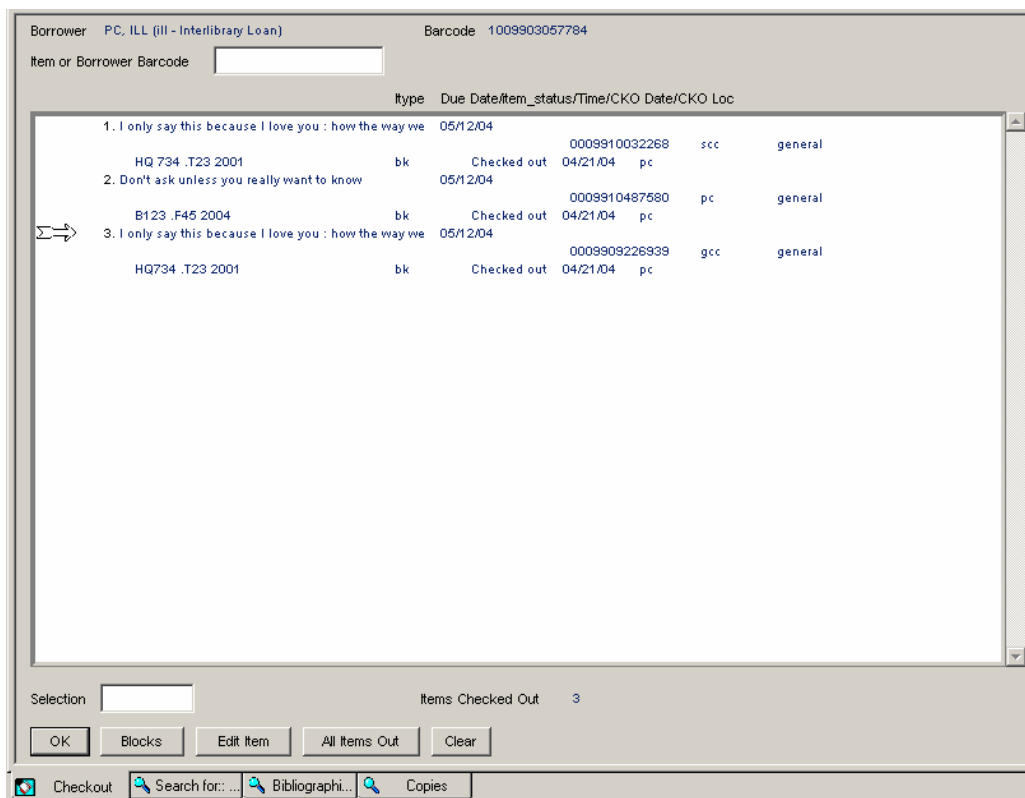 Borrower PC, ILL (ill - Interlibrary Loan) Barcode 1009903057784
Item or Borrower Barcode
Itype Due Date/Item_status/Time/CKO Date/CKO Loc
1. I only say this because I love you : how the way we 05/12/04
0009910032268 scc general
HQ 734 .T23 2001 bk Checked out 04/21/04 pc
2. Don't ask unless you really want to know 05/12/04
0009910487580 pc general
B123 .F45 2004 bk Checked out 04/21/04 pc
3. I only say this because I love you : how the way we 05/12/04
0009909226939 gcc general
HQ734 .T23 2001 bk Checked out 04/21/04 pc
Selection Items Checked Out 3
OK Blocks Edit Item All Items Out Clear
Checkout Search for:: ... Bibliographi... Copies